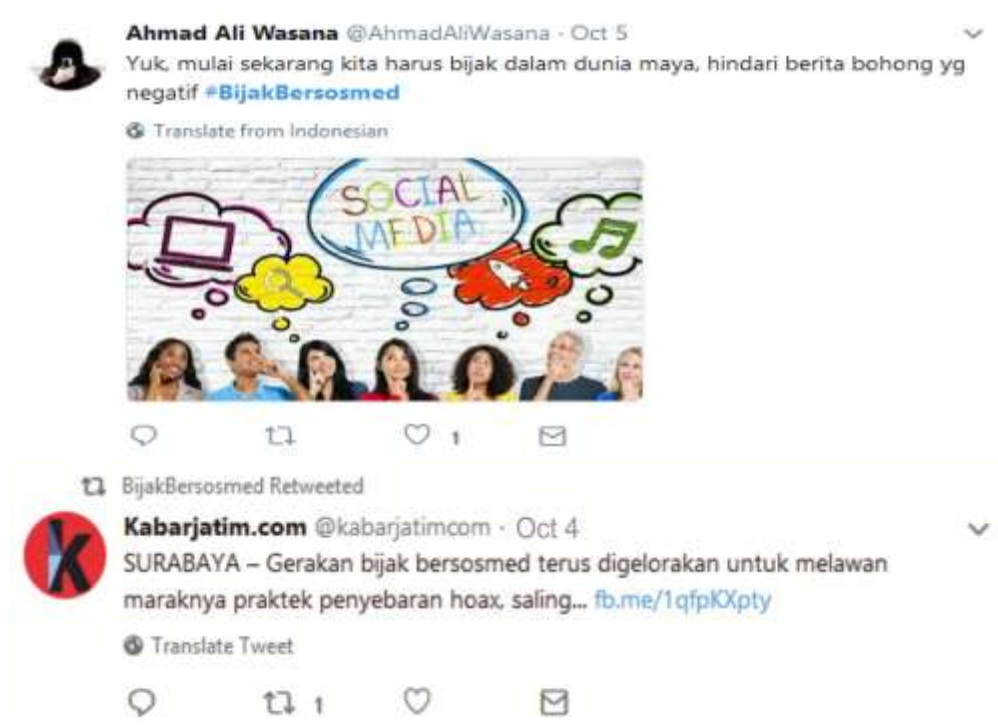 Ahmad Ali Wasana @AhmadAliWasana · Oct 5
Yuk, mulai sekarang kita harus bijak dalam dunia maya, hindari berita bohong yg
negatif #BijakBersosmed
Translate from Indonesian
SOCIAL
MEDIA
1
BijakBersosmed Retweeted
Kabarjatim.com @kabarjatimcom · Oct 4
SURABAYA – Gerakan bijak bersosmed terus digelorakan untuk melawan
maraknya praktek penyebaran hoax, saling... fb.me/1qfpKXpty
Translate Tweet
1